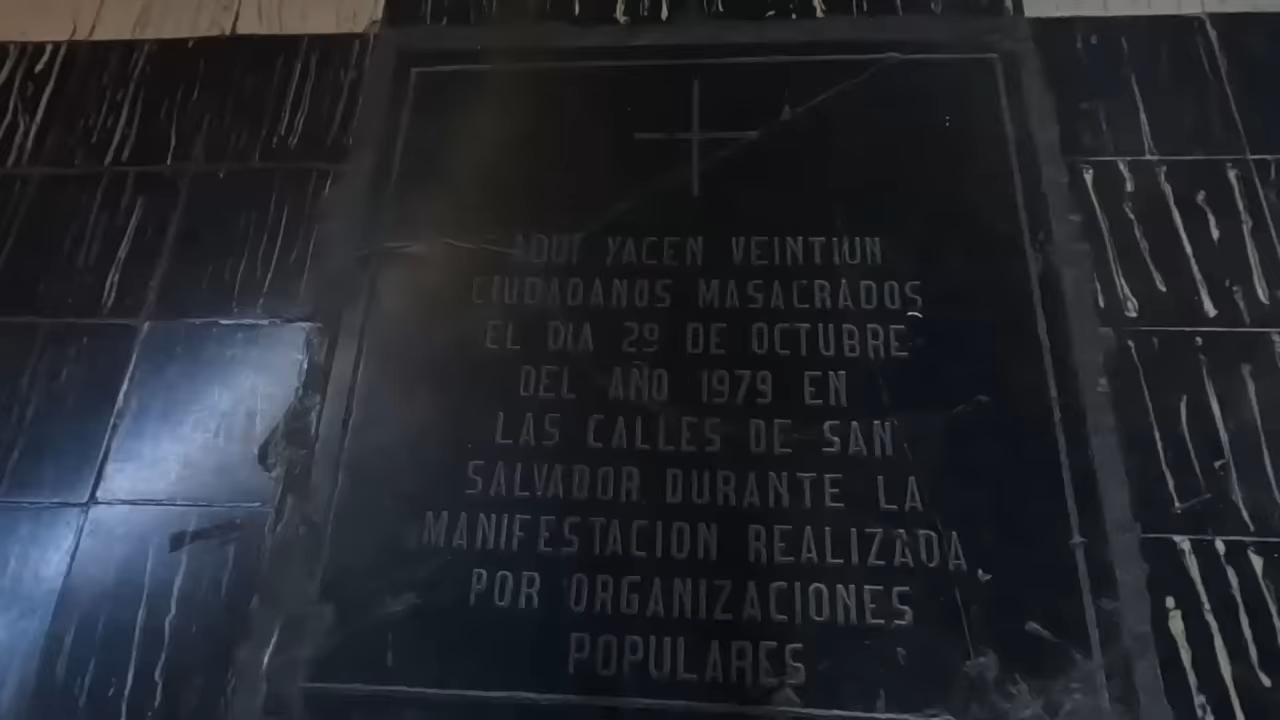 AQUI YACEN VEINTIUN
CIUDADANOS MASACRADOS
EL DIA 29 DE OCTUBRE
DEL AÑO 1979 EN
LAS CALLES DE SAN
SALVADOR DURANTE LA
MANIFESTACION REALIZADA
POR ORGANIZACIONES
POPULARES